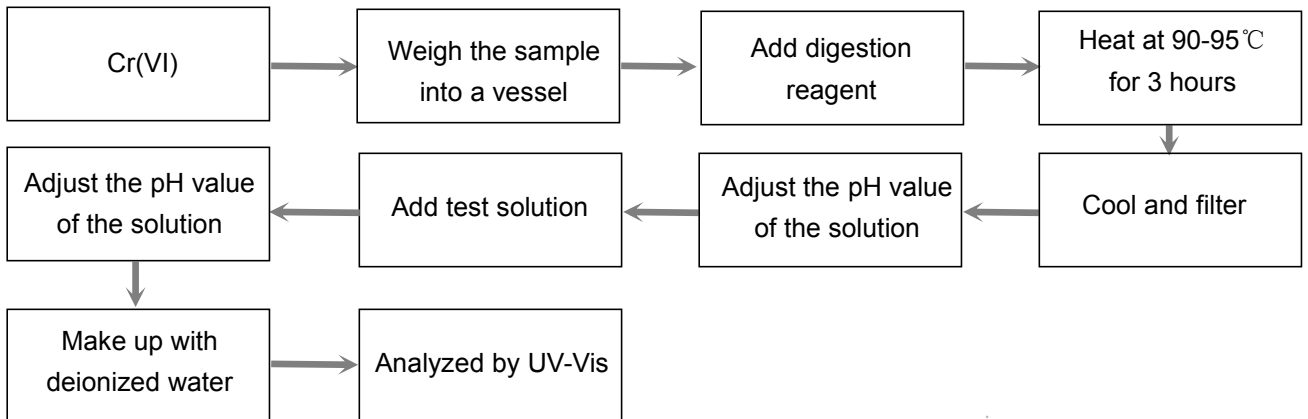 Cr(VI)
Weigh the sample
into a vessel
Add digestion
reagent
Heat at 90-95℃
for 3 hours
Cool and filter
Adjust the pH value
of the solution
Add test solution
Adjust the pH value
of the solution
Make up with
deionized water
Analyzed by UV-Vis